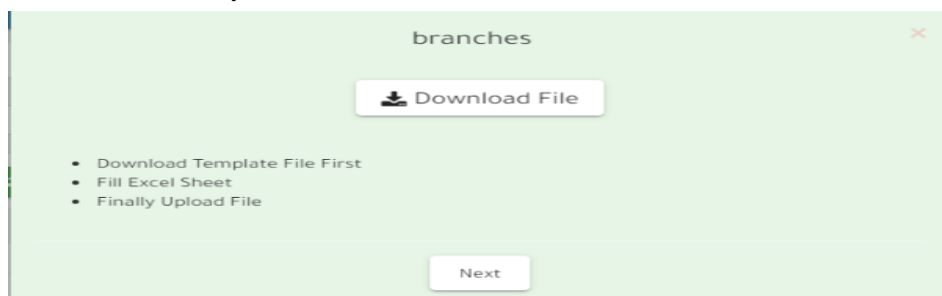 branches
Download File
Download Template File First
Fill Excel Sheet
Finally Upload File
Next